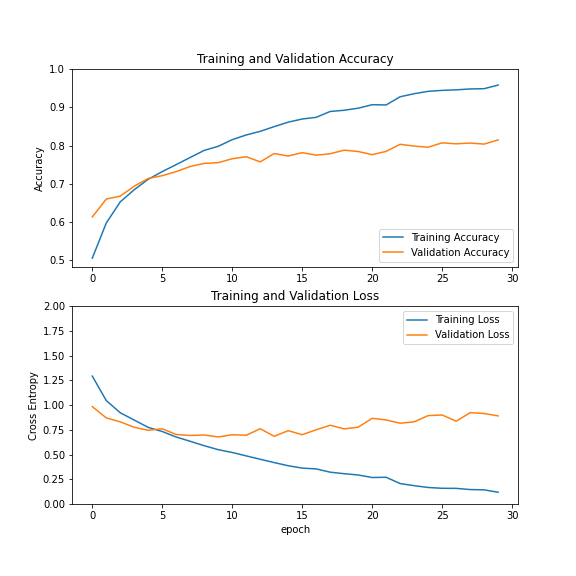 Training and Validation Accuracy
1.0
0.9
0.8
0.7
0.6
0.5
Accuracy
Training Accuracy
Validation Accuracy
0 5 10 15 20 25 30
Training and Validation Loss
2.00
1.75
1.50
1.25
1.00
0.75
0.50
0.25
0.00
Cross Entropy
Training Loss
Validation Loss
0 5 10 15 20 25 30
epoch